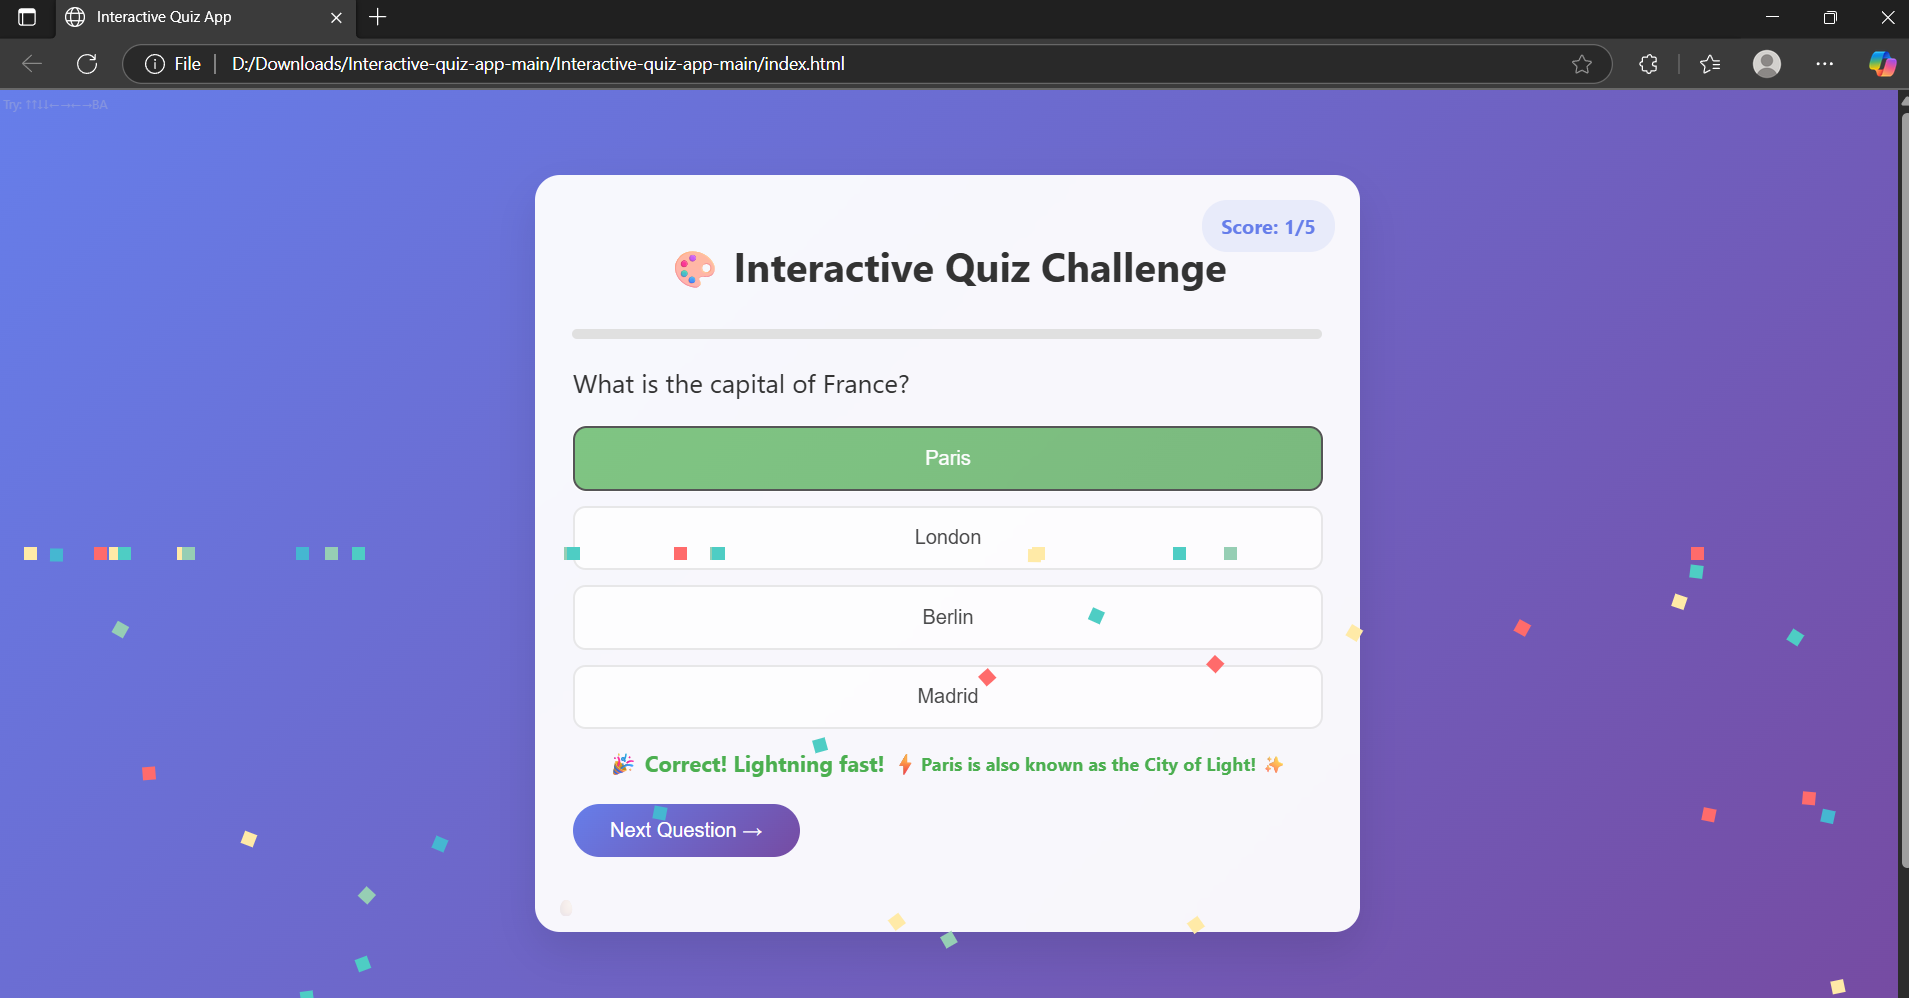 Interactive Quiz App
File
D:/Downloads/Interactive-quiz-app-main/Interactive-quiz-app-main/index.html
Try: ↑↑↓↓←→←→BA
Score: 1/5
🎨 Interactive Quiz Challenge
What is the capital of France?
Paris
London
Berlin
Madrid
🎉 Correct! Lightning fast! ⚡ Paris is also known as the City of Light! ✨
Next Question →